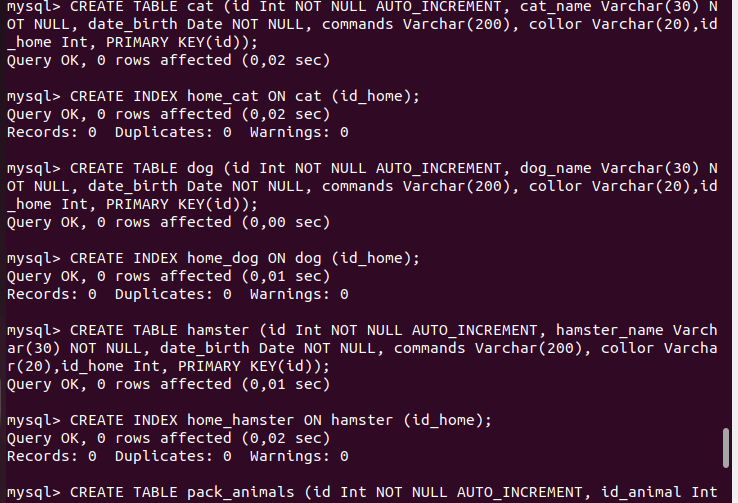 mysql> CREATE TABLE cat (id Int NOT NULL AUTO_INCREMENT, cat_name Varchar(30) N
OT NULL, date_birth Date NOT NULL, commands Varchar(200), collor Varchar(20),id
_home Int, PRIMARY KEY(id));
Query OK, 0 rows affected (0,02 sec)
mysql> CREATE INDEX home_cat ON cat (id_home);
Query OK, 0 rows affected (0,02 sec)
Records: 0  Duplicates: 0  Warnings: 0
mysql> CREATE TABLE dog (id Int NOT NULL AUTO_INCREMENT, dog_name Varchar(30) N
OT NULL, date_birth Date NOT NULL, commands Varchar(200), collor Varchar(20),id
_home Int, PRIMARY KEY(id));
Query OK, 0 rows affected (0,00 sec)
mysql> CREATE INDEX home_dog ON dog (id_home);
Query OK, 0 rows affected (0,01 sec)
Records: 0  Duplicates: 0  Warnings: 0
mysql> CREATE TABLE hamster (id Int NOT NULL AUTO_INCREMENT, hamster_name Varch
ar(30) NOT NULL, date_birth Date NOT NULL, commands Varchar(200), collor Varcha
r(20),id_home Int, PRIMARY KEY(id));
Query OK, 0 rows affected (0,01 sec)
mysql> CREATE INDEX home_hamster ON hamster (id_home);
Query OK, 0 rows affected (0,02 sec)
Records: 0  Duplicates: 0  Warnings: 0
mysql> CREATE TABLE pack_animals (id Int NOT NULL AUTO_INCREMENT, id_animal Int